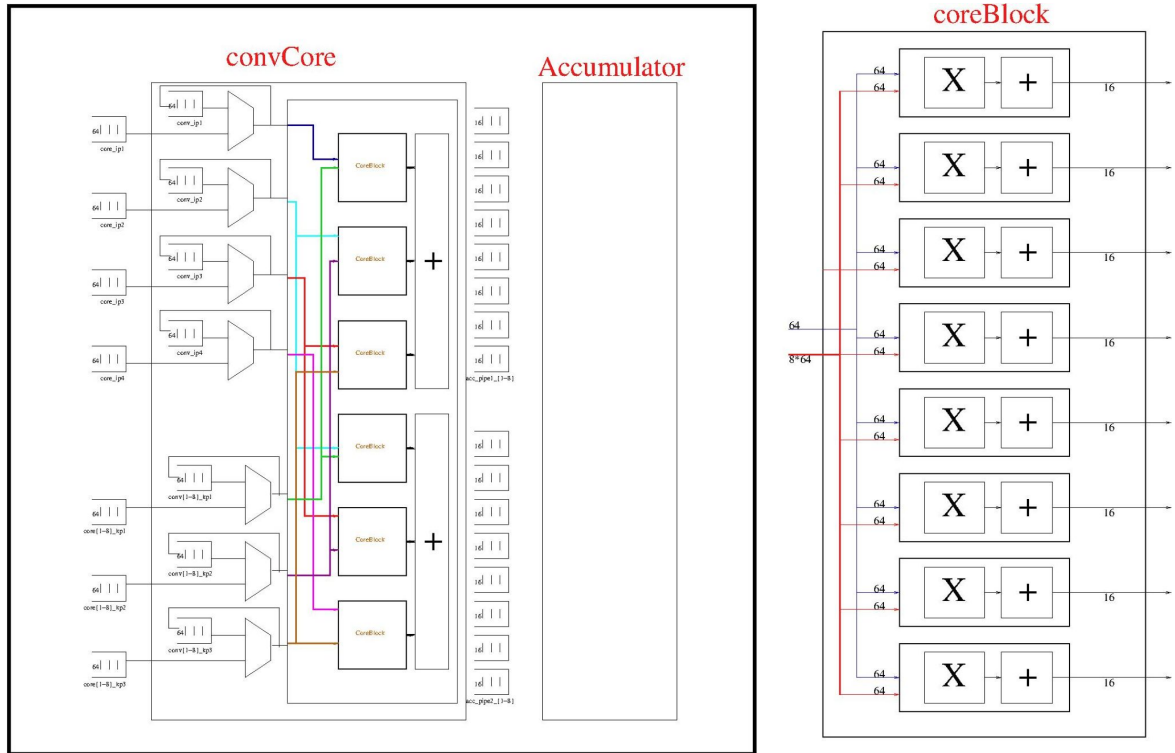 convCore
Accumulator
coreBlock
64
conv_ip1
64
core_ip1
64
conv_ip2
64
core_ip2
64
conv_ip3
64
core_ip3
64
conv_ip4
64
core_ip4
64
conv[1-8]_kp1
64
core[1-8]_kp1
64
conv[1-8]_kp2
64
core[1-8]_kp2
64
conv[1-8]_kp3
64
core[1-8]_kp3
CoreBlock
CoreBlock
CoreBlock
CoreBlock
CoreBlock
CoreBlock
+
+
16
16
16
16
16
16
16
16
acc_pipe1_[1-8]
16
16
16
16
16
16
16
16
acc_pipe2_[1-8]
64
8*64
64
64
X
+
16
64
64
X
+
16
64
64
X
+
16
64
64
X
+
16
64
64
X
+
16
64
64
X
+
16
64
64
X
+
16
64
64
X
+
16